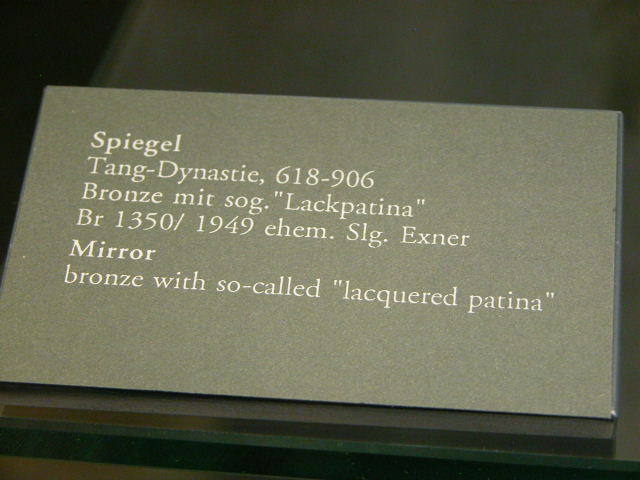 Spiegel
Tang-Dynastie, 618-906
Bronze mit sog. "Lackpatina"
Br 1350/ 1949 ehem. Slg. Exner
Mirror
bronze with so-called "lacquered patina"